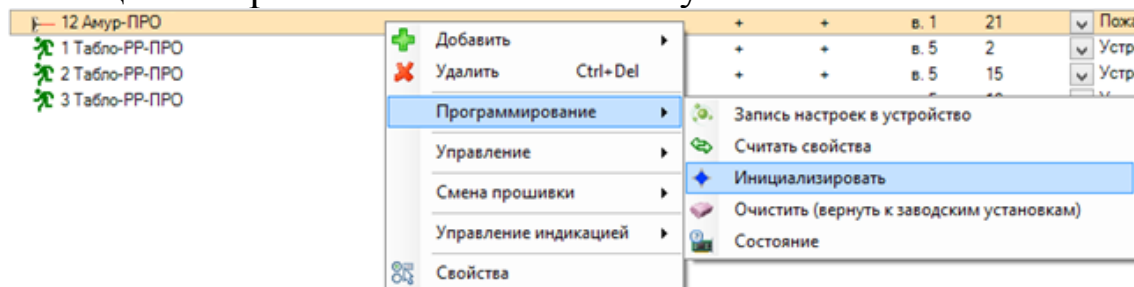 12 Амур-ПРО + + в. 1 21 Пожа
1 Табло-РР-ПРО + + в. 5 2 Устр
2 Табло-РР-ПРО + + в. 5 15 Устр
3 Табло-РР-ПРО
Добавить
Удалить Ctrl+Del
Программирование
Управление
Смена прошивки
Управление индикацией
Свойства
Запись настроек в устройство
Считать свойства
Инициализировать
Очистить (вернуть к заводским установкам)
Состояние